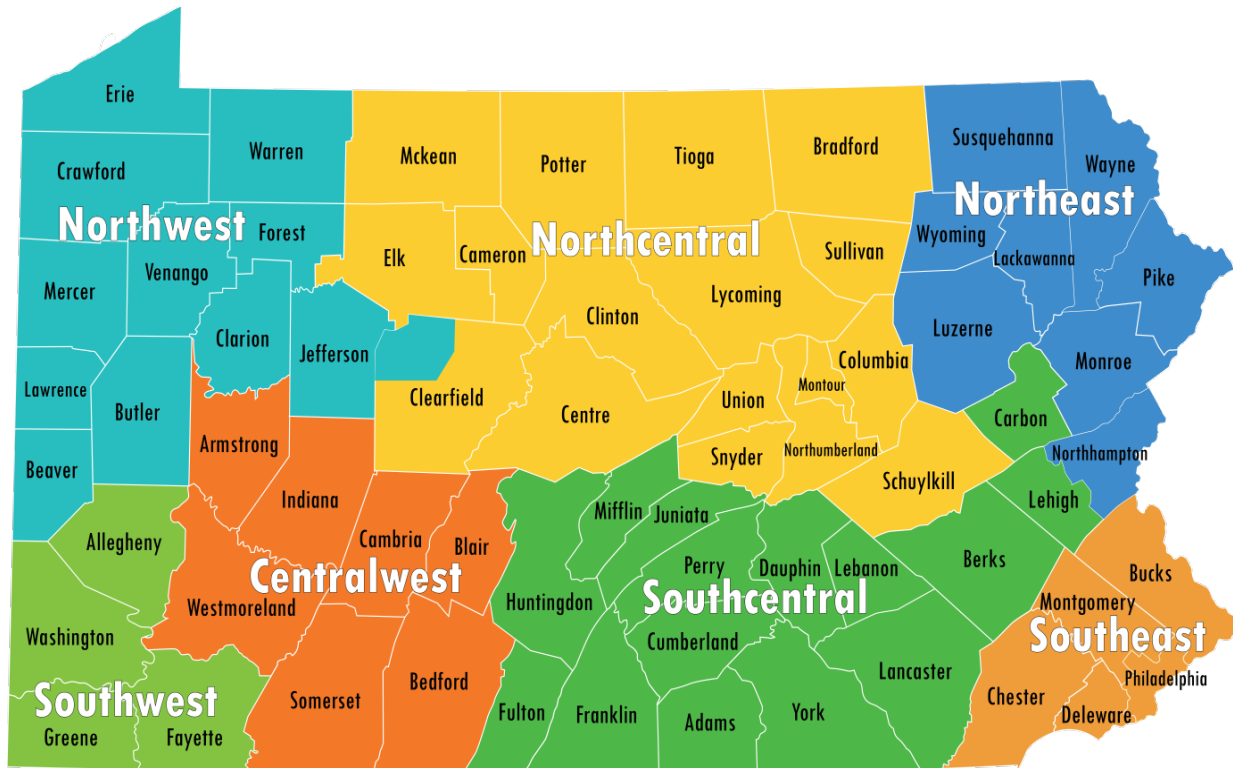 Erie
Warren
Mckean
Potter
Tioga
Bradford
Susquehanna
Wayne
Crawford
Northwest
Northeast
Forest
Northcentral
Wyoming
Elk
Cameron
Sullivan
Lackawanna
Venango
Mercer
Pike
Lycoming
Clinton
Luzerne
Clarion
Jefferson
Columbia
Monroe
Lawrence
Butler
Clearfield
Centre
Union
Montour
Carbon
Armstrong
Beaver
Snyder
Northumberland
Northhampton
Schuylkill
Indiana
Lehigh
Mifflin
Juniata
Allegheny
Cambria
Blair
Perry
Dauphin
Lebanon
Berks
Bucks
Centralwest
Westmoreland
Huntingdon
Southcentral
Montgomery
Washington
Cumberland
Southeast
Lancaster
Bedford
Philadelphia
Southwest
Somerset
Chester
Fulton
Franklin
Adams
York
Deleware
Greene
Fayette